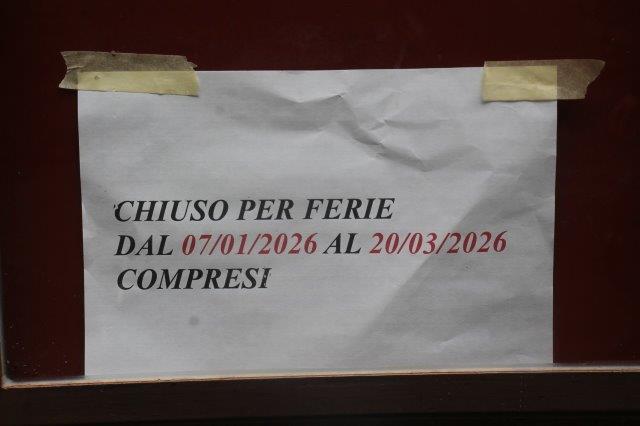 CHIUSO PER FERIE
DAL 07/01/2026 AL 20/03/2026
COMPRESI